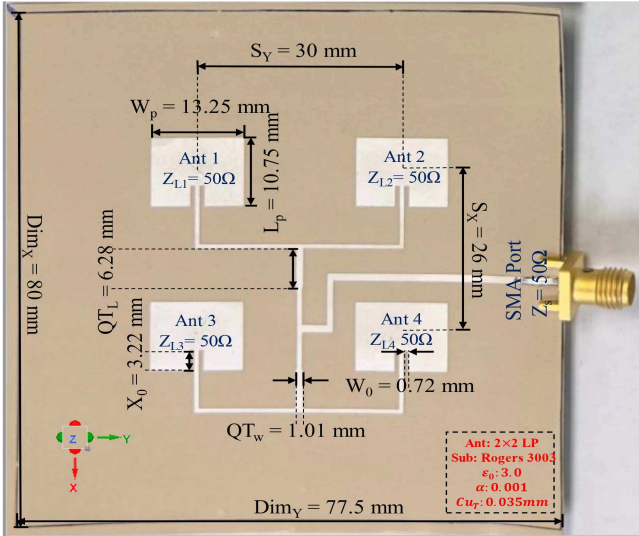 S_Y = 30 mm
W_p = 13.25 mm
Ant 1
Z_L1= 50Ω
L_p = 10.75 mm
Ant 2
Z_L2= 50Ω
S_X = 26 mm
Dim_X = 80 mm
QT_L = 6.28 mm
SMA Port
Z_s = 50Ω
Ant 3
Z_L3= 50Ω
Ant 4
Z_L4 50Ω
X_0 = 3.22 mm
W_0 = 0.72 mm
QT_w = 1.01 mm
Z
Y
X
Ant: 2×2 LP
Sub: Rogers 3003
ε_0: 3.0
α: 0.001
Cu_T: 0.035mm
Dim_Y = 77.5 mm